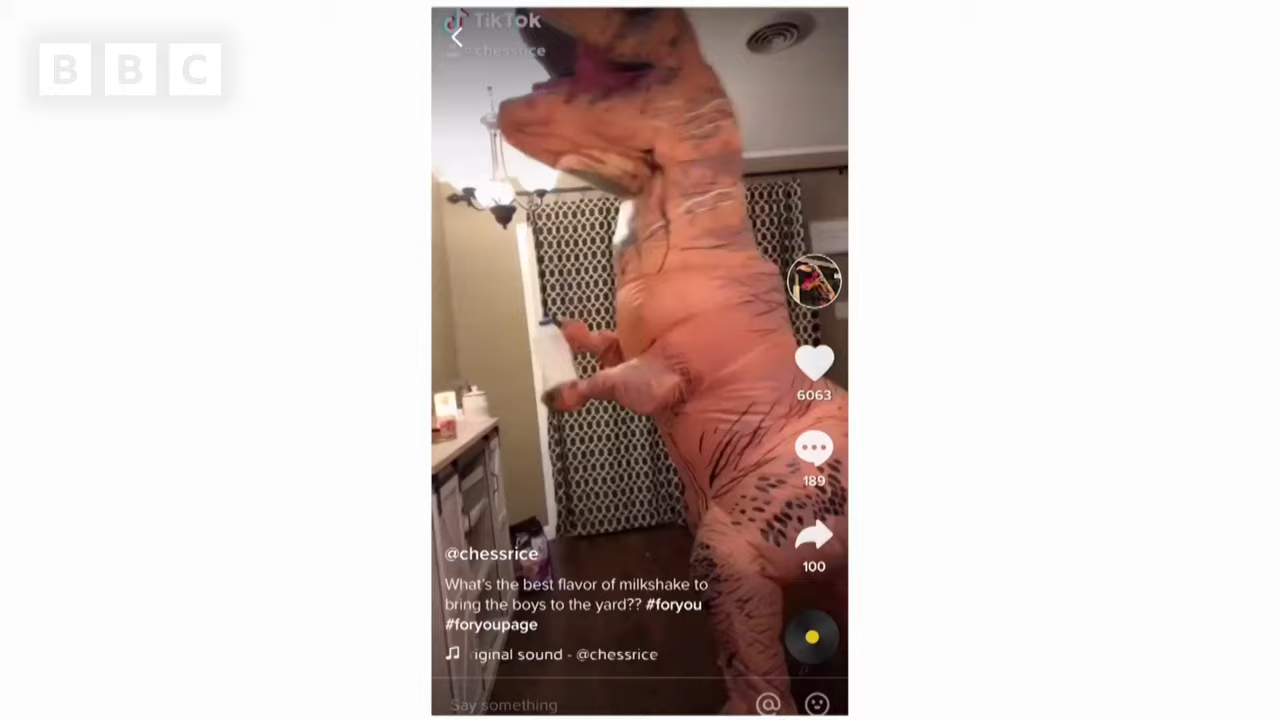 BBC
TikTok
@chessrice
6063
189
100
@chessrice
What's the best flavor of milkshake to
bring the boys to the yard?? #foryou
#foryoupage
iginal sound - @chessrice
Say something